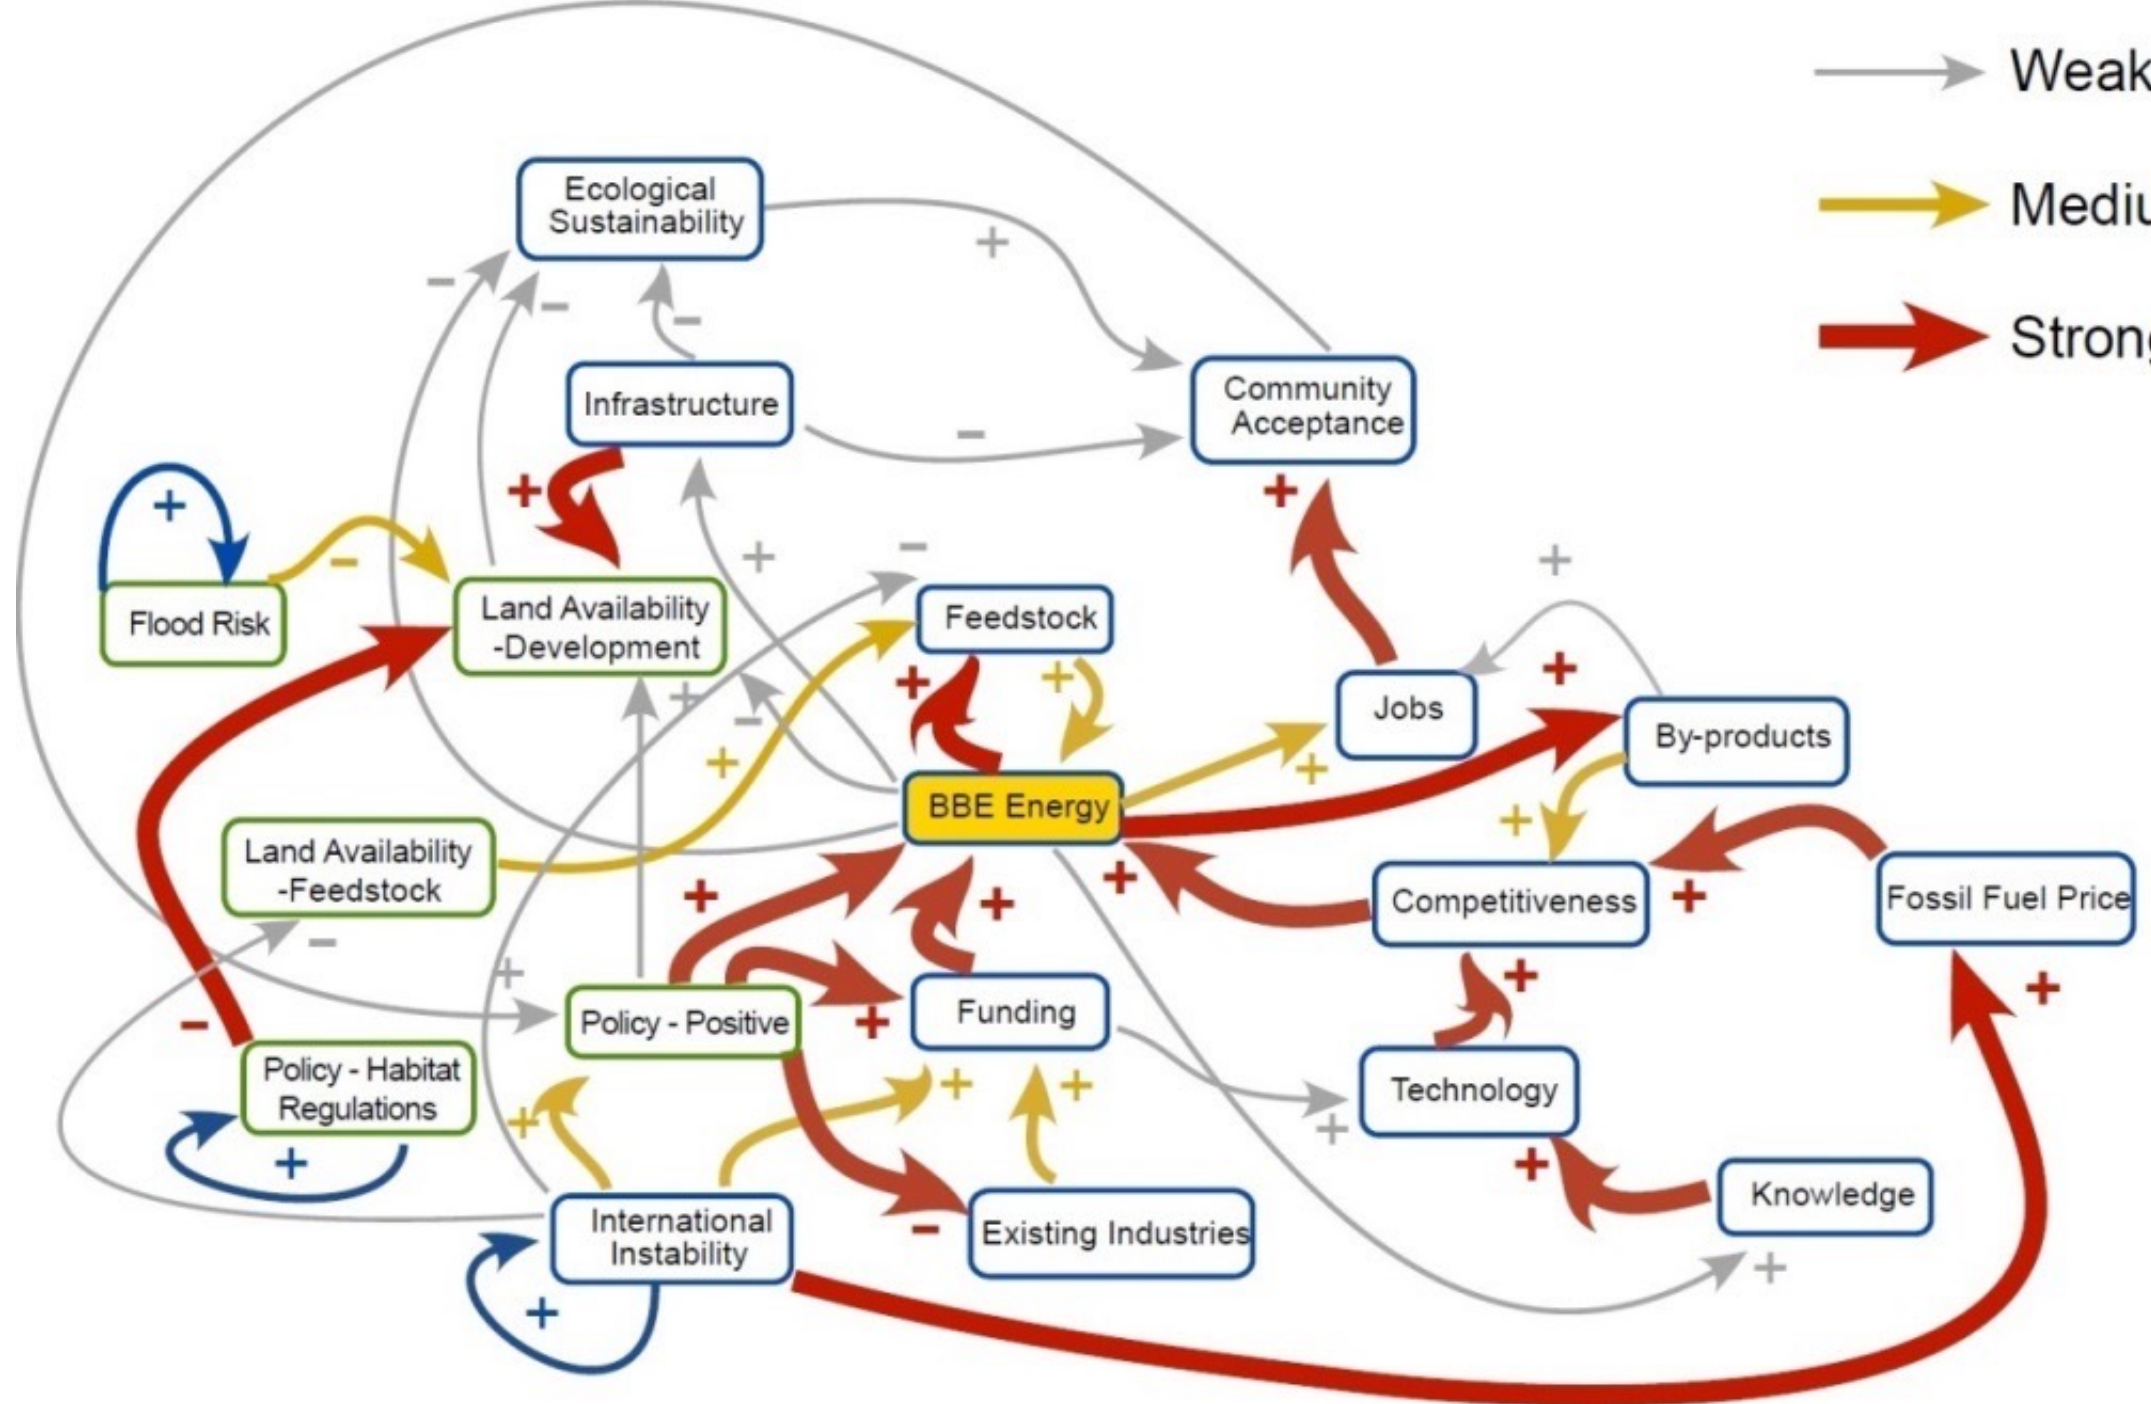 Weak
Mediu
Strong
Ecological
Sustainability
+
-
-
-
Infrastructure
Community
Acceptance
-
+
+
+
-
+
-
+
Flood Risk
Land Availability
-Development
Feedstock
+
+
+
-
+
+
Jobs
By-products
+
+
BBE Energy
+
Land Availability
-Feedstock
+
+
+
Competitiveness
+
Fossil Fuel Price
-
+
+
+
-
Policy - Positive
+
Funding
Policy - Habitat
Regulations
+
+
+
Technology
+
+
+
Knowledge
International
Instability
-
Existing Industries
+
+